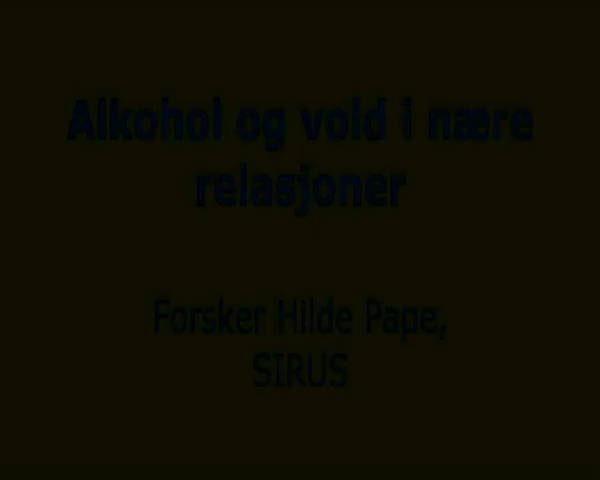 Alkohol og vold i nære
relasjoner
Forsker Hilde Pape,
SIRUS